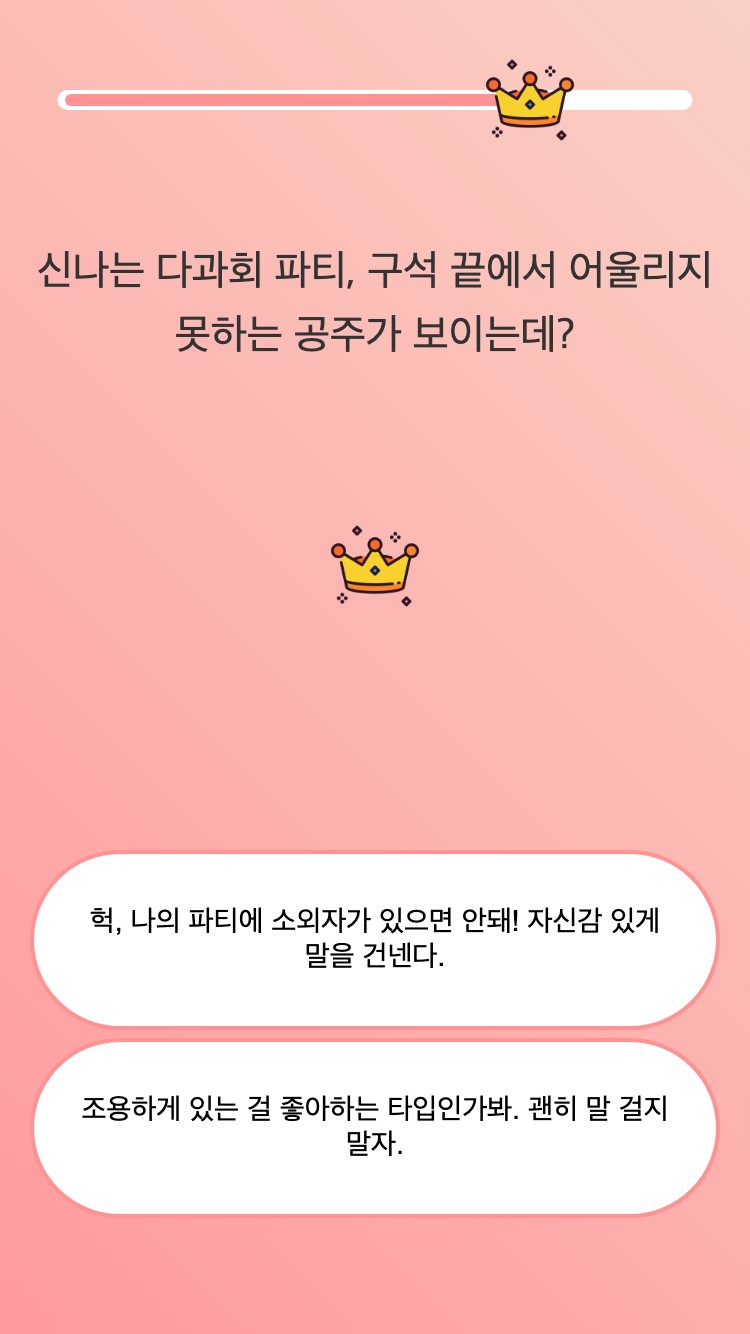 신나는 다과회 파티, 구석 끝에서 어울리지
못하는 공주가 보이는데?
헉, 나의 파티에 소외자가 있으면 안돼! 자신감 있게
말을 건넨다.
조용하게 있는 걸 좋아하는 타입인가봐. 괜히 말 걸지
말자.